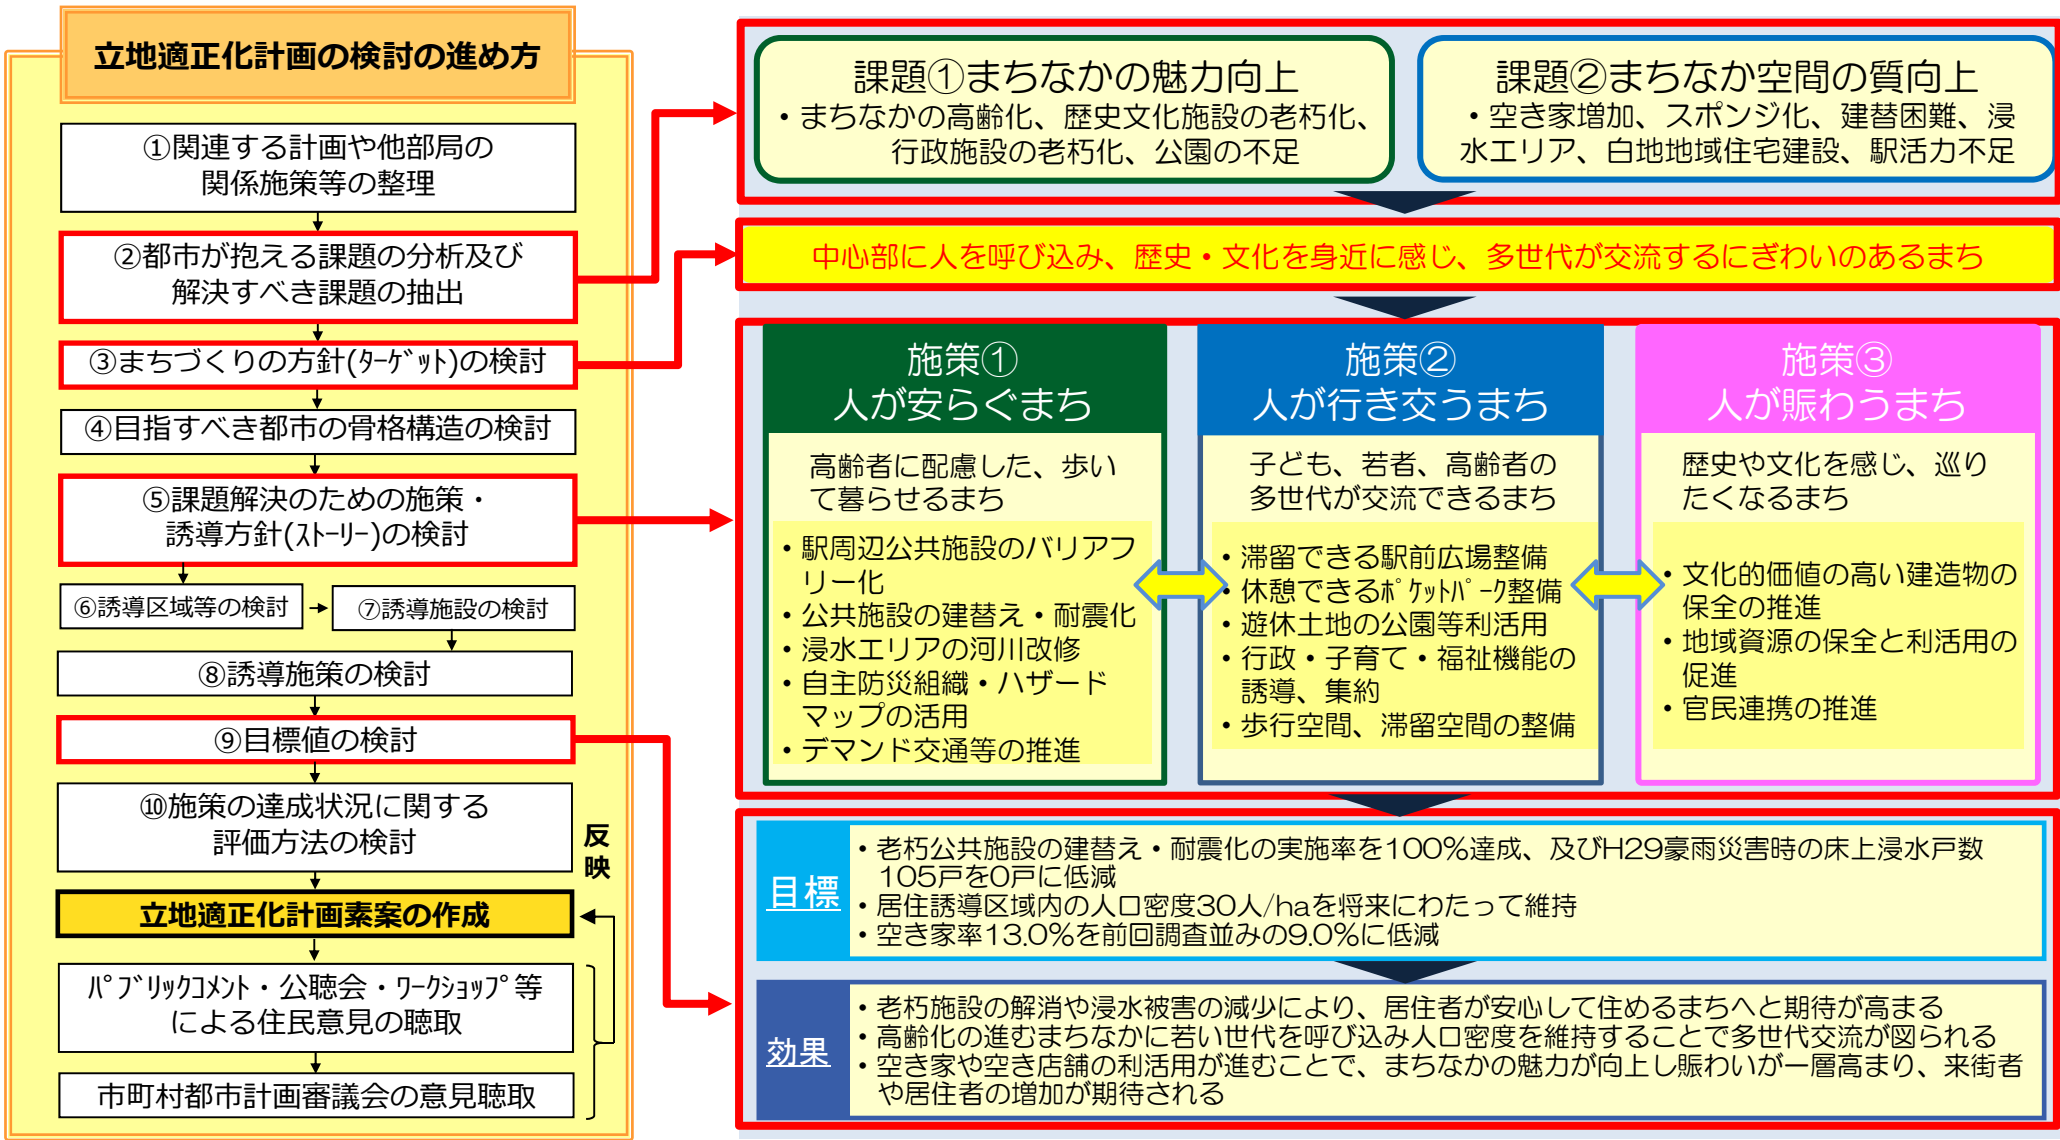 立地適正化計画の検討の進め方
①関連する計画や他部局の
関係施策等の整理
②都市が抱える課題の分析及び
解決すべき課題の抽出
③まちづくりの方針(ﾀｰｹﾞｯﾄ)の検討
④目指すべき都市の骨格構造の検討
⑤課題解決のための施策・
誘導方針(ｽﾄｰﾘｰ)の検討
⑥誘導区域等の検討
⑦誘導施設の検討
⑧誘導施策の検討
⑨目標値の検討
⑩施策の達成状況に関する
評価方法の検討
反映
立地適正化計画素案の作成
ﾊﾟﾌﾞﾘｯｸｺﾒﾝﾄ・公聴会・ﾜｰｸｼｮｯﾌﾟ等
による住民意見の聴取
市町村都市計画審議会の意見聴取
課題①まちなかの魅力向上
・まちなかの高齢化、歴史文化施設の老朽化、
行政施設の老朽化、公園の不足
課題②まちなか空間の質向上
・空き家増加、スポンジ化、建替困難、浸
水エリア、白地地域住宅建設、駅活力不足
中心部に人を呼び込み、歴史・文化を身近に感じ、多世代が交流するにぎわいのあるまち
施策①
人が安らぐまち
高齢者に配慮した、歩い
て暮らせるまち
・駅周辺公共施設のバリアフ
リー化
・公共施設の建替え・耐震化
・浸水エリアの河川改修
・自主防災組織・ハザード
マップの活用
・デマンド交通等の推進
施策②
人が行き交うまち
子ども、若者、高齢者の
多世代が交流できるまち
・滞留できる駅前広場整備
・休憩できるﾎﾟｹｯﾄﾊﾟｰｸ整備
・遊休土地の公園等利活用
・行政・子育て・福祉機能の
誘導、集約
・歩行空間、滞留空間の整備
施策③
人が賑わうまち
歴史や文化を感じ、巡り
たくなるまち
・文化的価値の高い建造物の
保全の推進
・地域資源の保全と利活用の
促進
・官民連携の推進
目標
・老朽公共施設の建替え・耐震化の実施率を100%達成、及びH29豪雨災害時の床上浸水戸数
105戸を0戸に低減
・居住誘導区域内の人口密度30人/haを将来にわたって維持
・空き家率13.0%を前回調査並みの9.0%に低減
効果
・老朽施設の解消や浸水被害の減少により、居住者が安心して住めるまちへと期待が高まる
・高齢化の進むまちなかに若い世代を呼び込み人口密度を維持することで多世代交流が図られる
・空き家や空き店舗の利活用が進むことで、まちなかの魅力が向上し賑わいが一層高まり、来街者
や居住者の増加が期待される